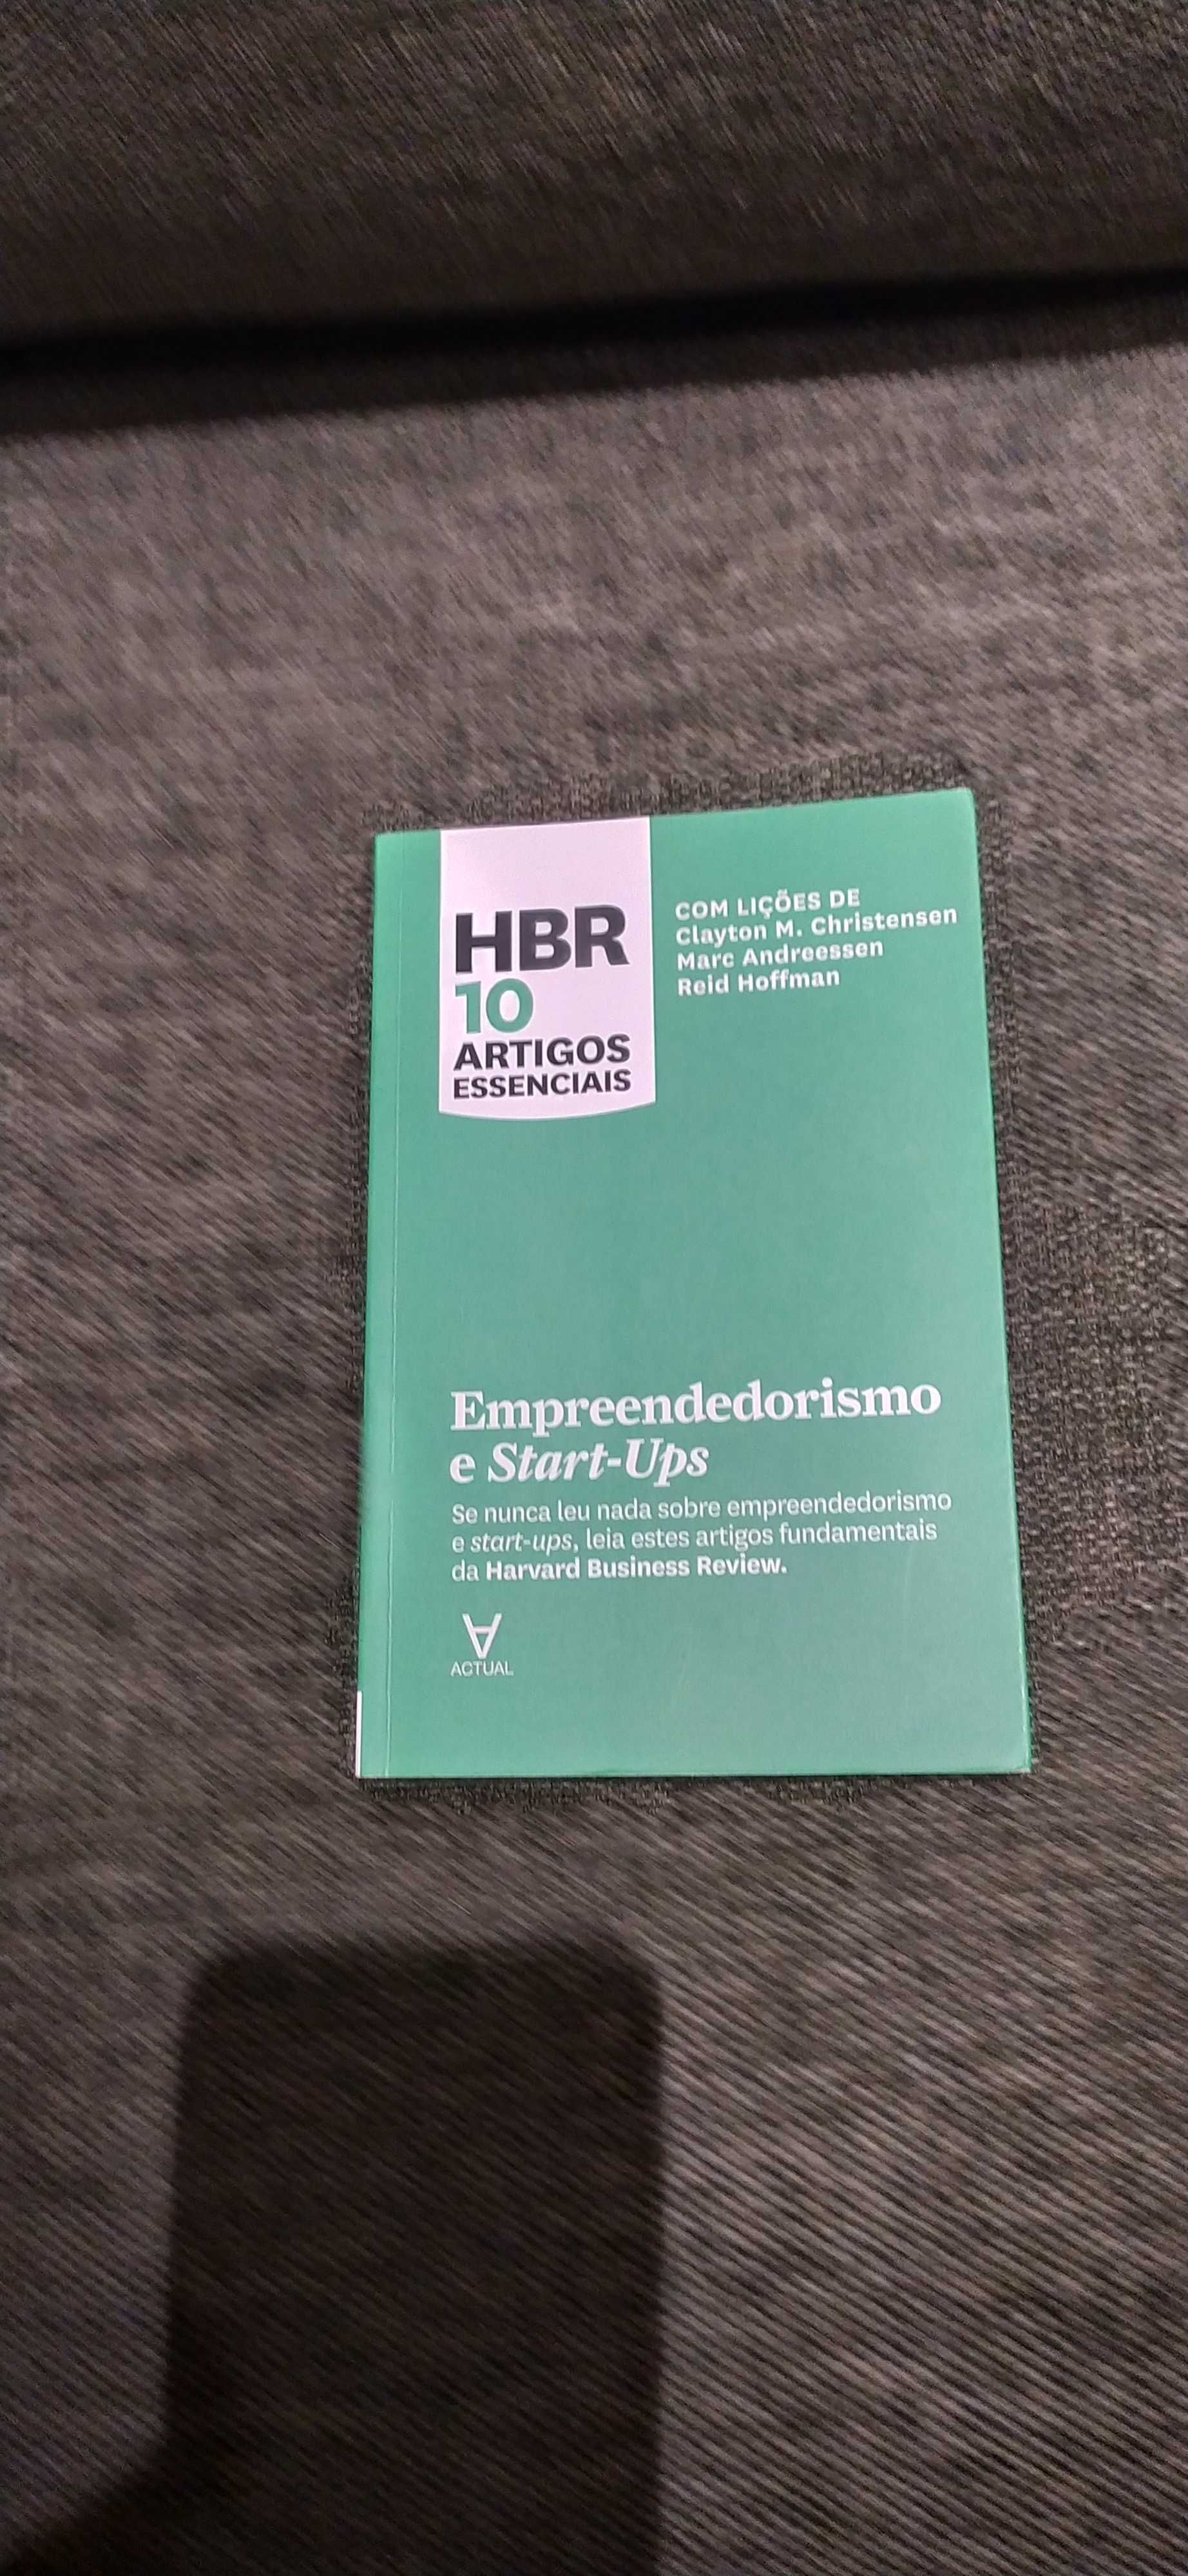 HBR
10
ARTIGOS
ESSENCIAIS
COM LIÇÕES DE
Clayton M. Christensen
Marc Andreessen
Reid Hoffman
Empreendedorismo
e Start-Ups
Se nunca leu nada sobre empreendedorismo
e start-ups, leia estes artigos fundamentais
da Harvard Business Review.
ACTUAL